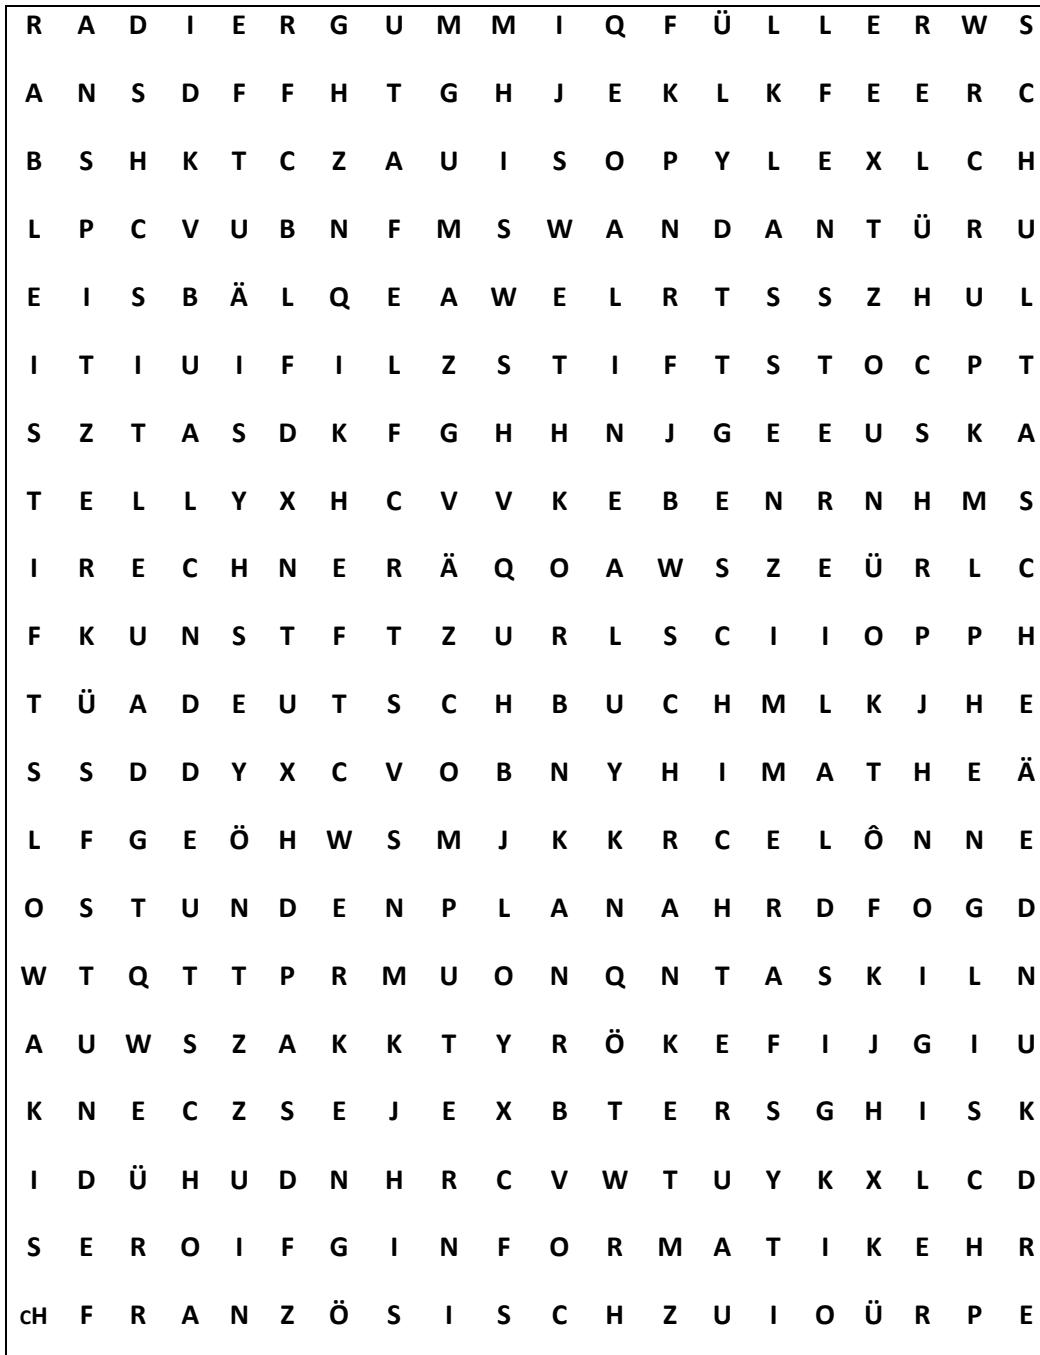 R A D I E R G U M M I Q F Ü L L E R W S
A N S D F F H T G H J E K L K F E E R C
B S H K T C Z A U I S O P Y L E X L C H
L P C V U B N F M S W A N D A N T Ü R U
E I S B Ä L Q E A W E L R T S S Z H U L
I T I U I F I L Z S T I F T S T O C P T
S Z T A S D K F G H H N J G E E U S K A
T E L L Y X H C V V K E B E N R N H M S
I R E C H N E R Ä Q O A W S Z E Ü R L C
F K U N S T F T Z U R L S C I I O P P H
T Ü A D E U T S C H B U C H M L K J H E
S S D D Y X C V O B N Y H I M A T H E Ä
L F G E Ö H W S M J K K R C E L Ô N N E
O S T U N D E N P L A N A H R D F O G D
W T Q T T P R M U O N Q N T A S K I L N
A U W S Z A K K T Y R Ö K E F I J G I U
K N E C Z S E J E X B T E R S G H I S K
I D Ü H U D N H R C V W T U Y K X L C D
S E R O I F G I N F O R M A T I K E H R
cH F R A N Z Ö S I S C H Z U I O Ü R P E